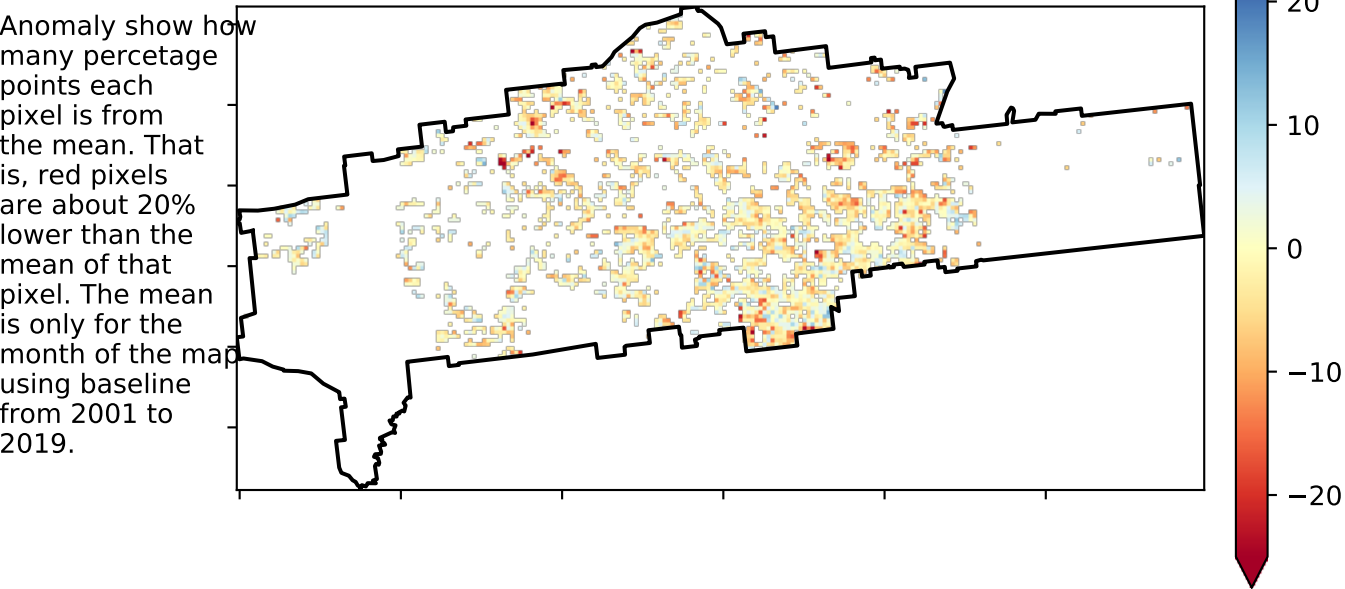 Anomaly show how
many percetage
points each
pixel is from
the mean. That
is, red pixels
are about 20%
lower than the
mean of that
pixel. The mean
is only for the
month of the map
using baseline
from 2001 to
2019.
20
10
0
−10
−20